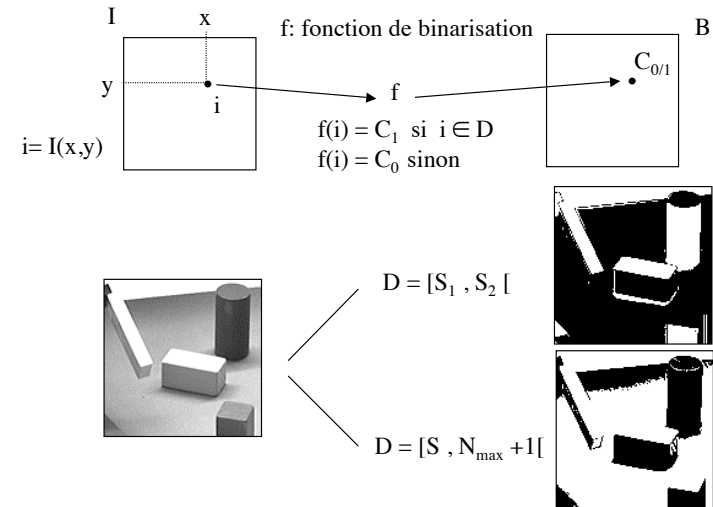 I
x
f: fonction de binarisation
B
y
i
f
C0/1
i= I(x,y)
f(i) = C1 si i ∈ D
f(i) = C0 sinon
D = [S1 , S2 [
D = [S , Nmax +1[